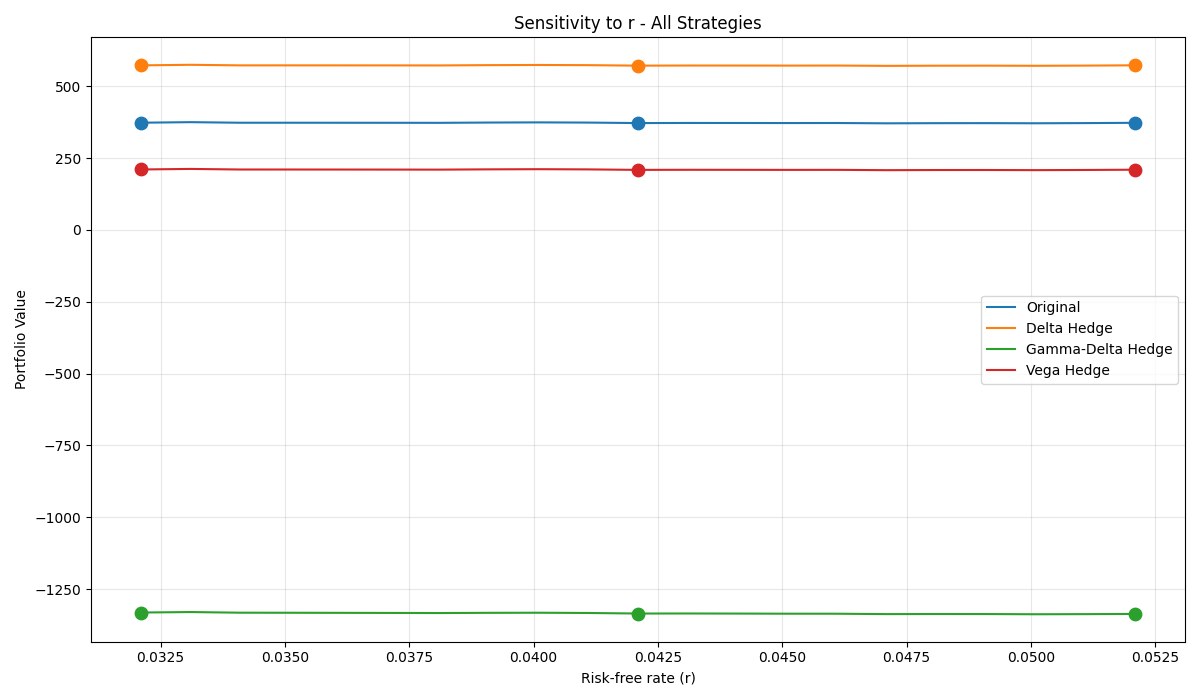 Sensitivity to r - All Strategies
Portfolio Value
500
250
0
−250
−500
−750
−1000
−1250
Original
Delta Hedge
Gamma-Delta Hedge
Vega Hedge
0.0325 0.0350 0.0375 0.0400 0.0425 0.0450 0.0475 0.0500 0.0525
Risk-free rate (r)